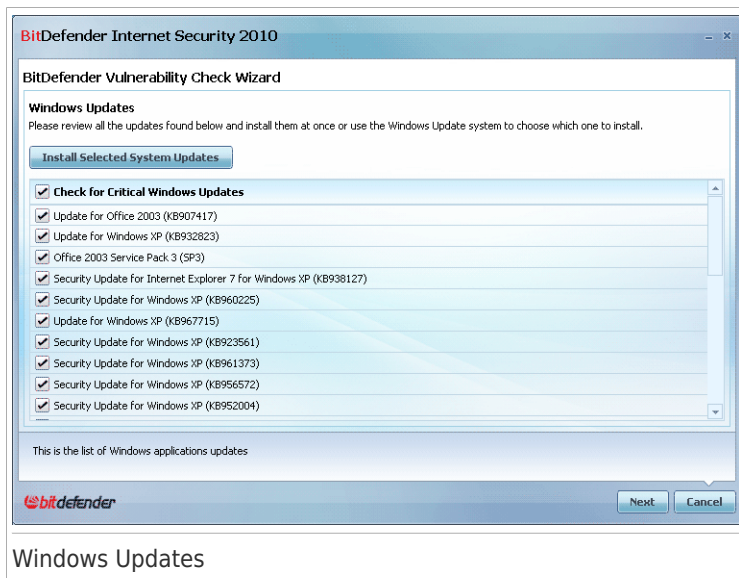 BitDefender Internet Security 2010
BitDefender Vulnerability Check Wizard
Windows Updates
Please review all the updates found below and install them at once or use the Windows Update system to choose which one to install.
Install Selected System Updates
Check for Critical Windows Updates
Update for Office 2003 (KB907417)
Update for Windows XP (KB932823)
Office 2003 Service Pack 3 (SP3)
Security Update for Internet Explorer 7 for Windows XP (KB938127)
Security Update for Windows XP (KB960225)
Update for Windows XP (KB967715)
Security Update for Windows XP (KB923561)
Security Update for Windows XP (KB961373)
Security Update for Windows XP (KB956572)
Security Update for Windows XP (KB952004)
This is the list of Windows applications updates
bitdefender
Next
Cancel
Windows Updates